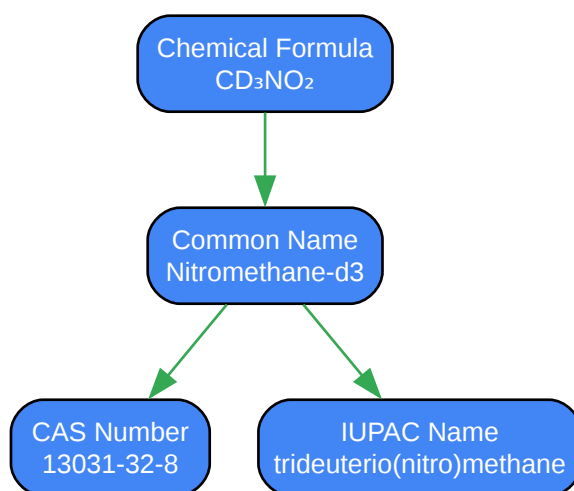 Chemical Formula
CD₃NO₂
Common Name
Nitromethane-d3
CAS Number
13031-32-8
IUPAC Name
trideuterio(nitro)methane